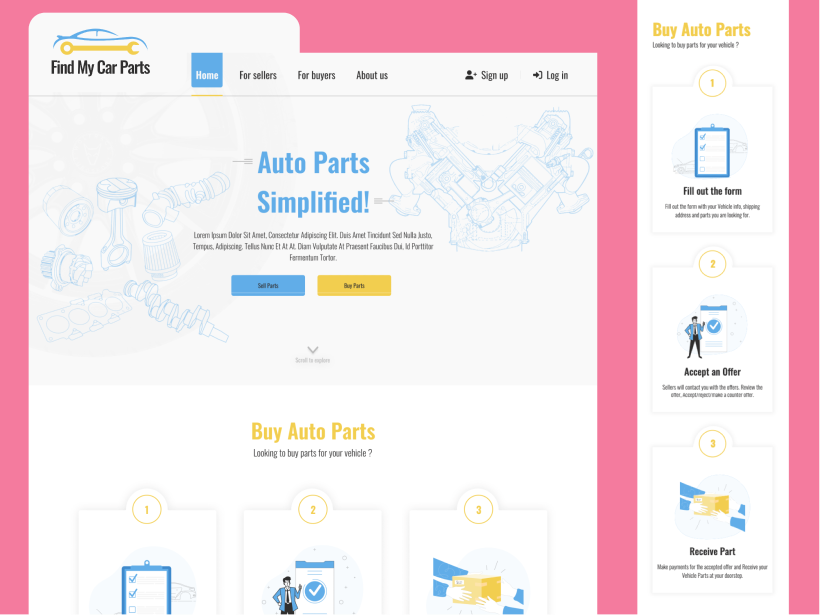 Find My Car Parts
Home
For sellers
For buyers
About us
Sign up
Log in
Auto Parts
Simplified!
Lorem Ipsum Dolor Sit Amet, Consectetur Adipiscing Elit. Duis Amet Tincidunt Sed Nulla Justo,
Tempus, Adipiscing. Tellus Nunc Et At At. Diam Vulputate At Praesent Faucibus Dui, Id Porttitor
Fermentum Tortor.
Sell Parts
Buy Parts
Scroll to explore
Buy Auto Parts
Looking to buy parts for your vehicle ?
1
2
3
Buy Auto Parts
Looking to buy parts for your vehicle ?
1
Fill out the form
Fill out the form with your Vehicle info, shipping
address and parts you are looking for.
2
Accept an Offer
Sellers will contact you with the offers. Review the
offer, accept/reject/make a counter offer.
3
Receive Part
Make payments for the accepted offer and Receive your
Vehicle Parts at your doorstep.